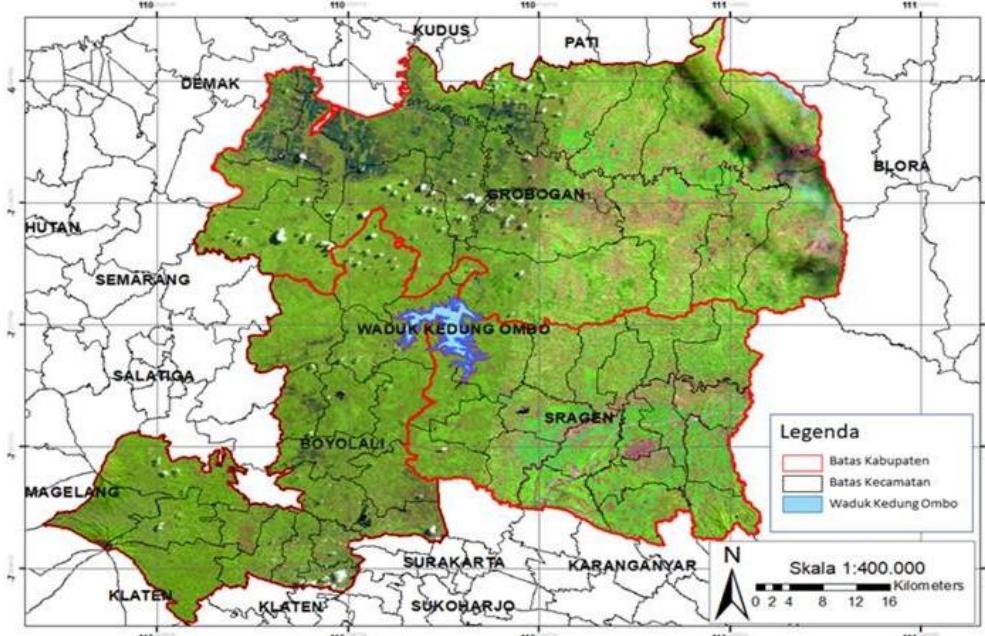 110
110
110
111
111
KUDUS
PATI
DEMAK
BLORA
GROBOGAN
HUTAN
SEMARANG
WADUK KEDUNG OMBO
SALATIGA
SRAGEN
BOYOLALI
MAGELANG
SURAKARTA
KARANGANYAR
KLATEN
KLATEN
SUKOHARJO
Legenda
Batas Kabupaten
Batas Kecamatan
Waduk Kedung Ombo
N
Skala 1:400.000
Kilometers
0 2 4 8 12 16